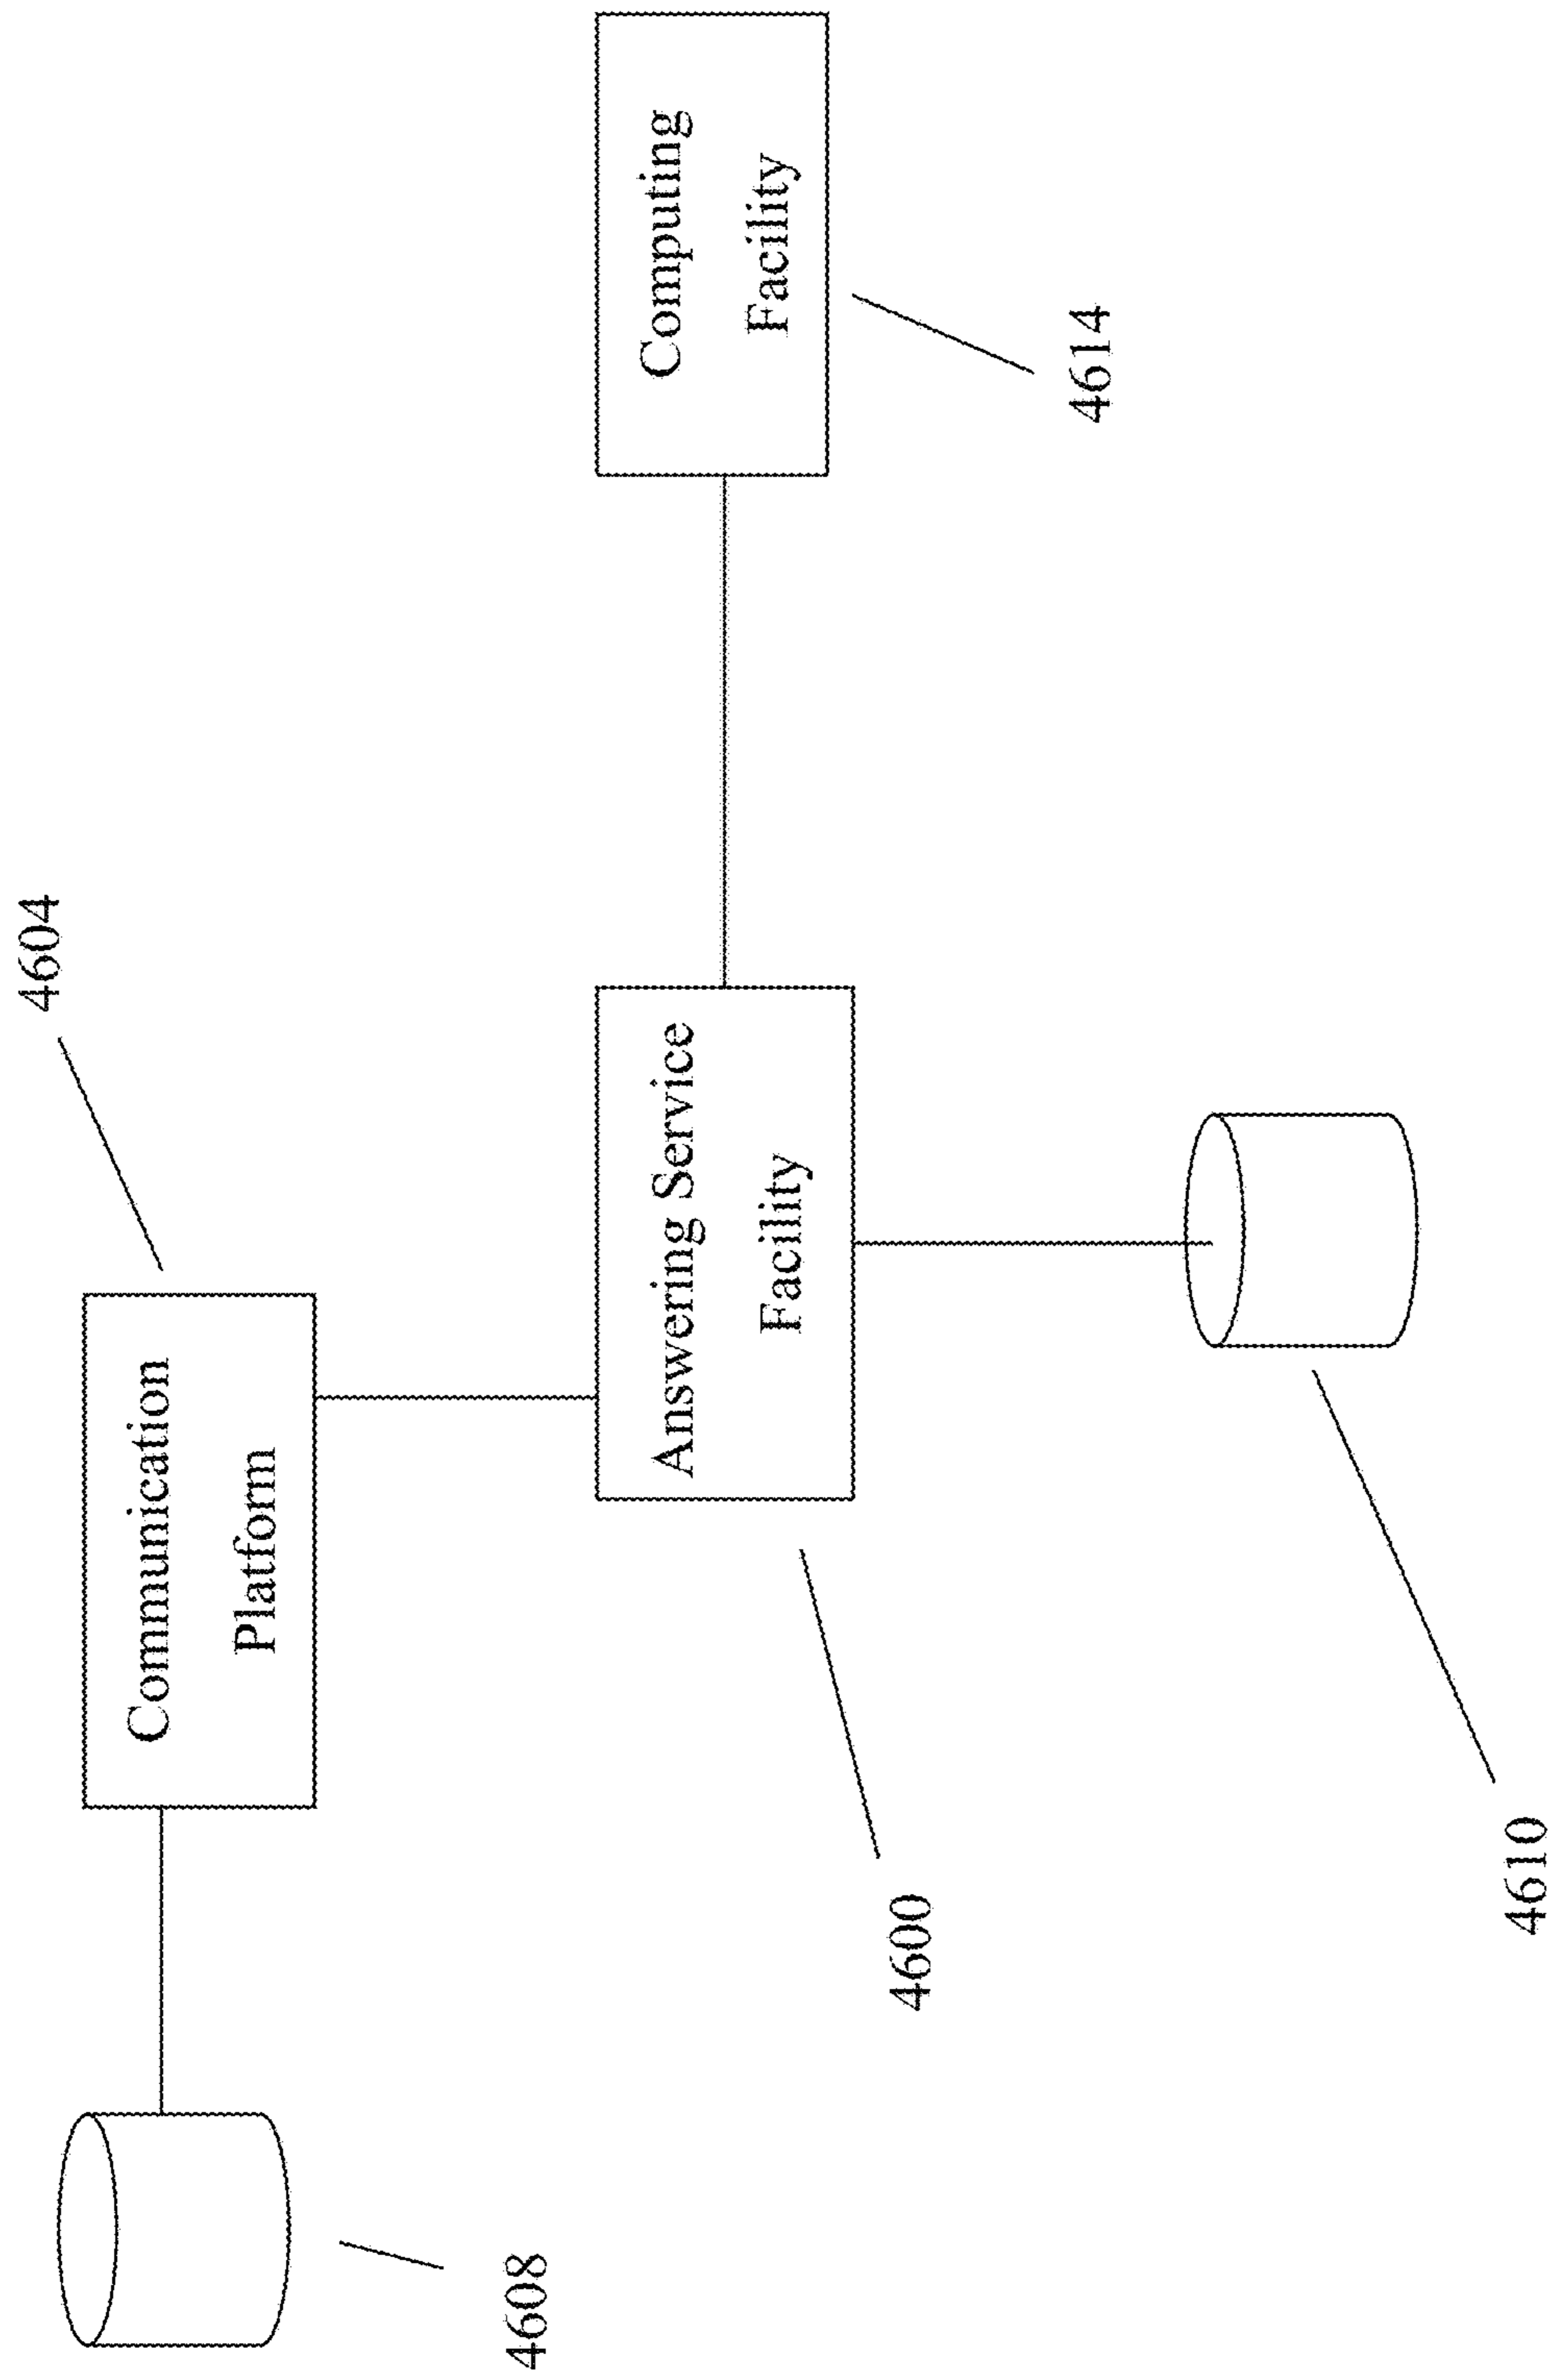 4604
Communication
Platform
4608
Answering Service
Facility
Computing
Facility
4600
4614
4610